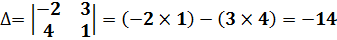 Δ= |−2 3 4 1| = (−2 × 1) − (3 × 4) = −14